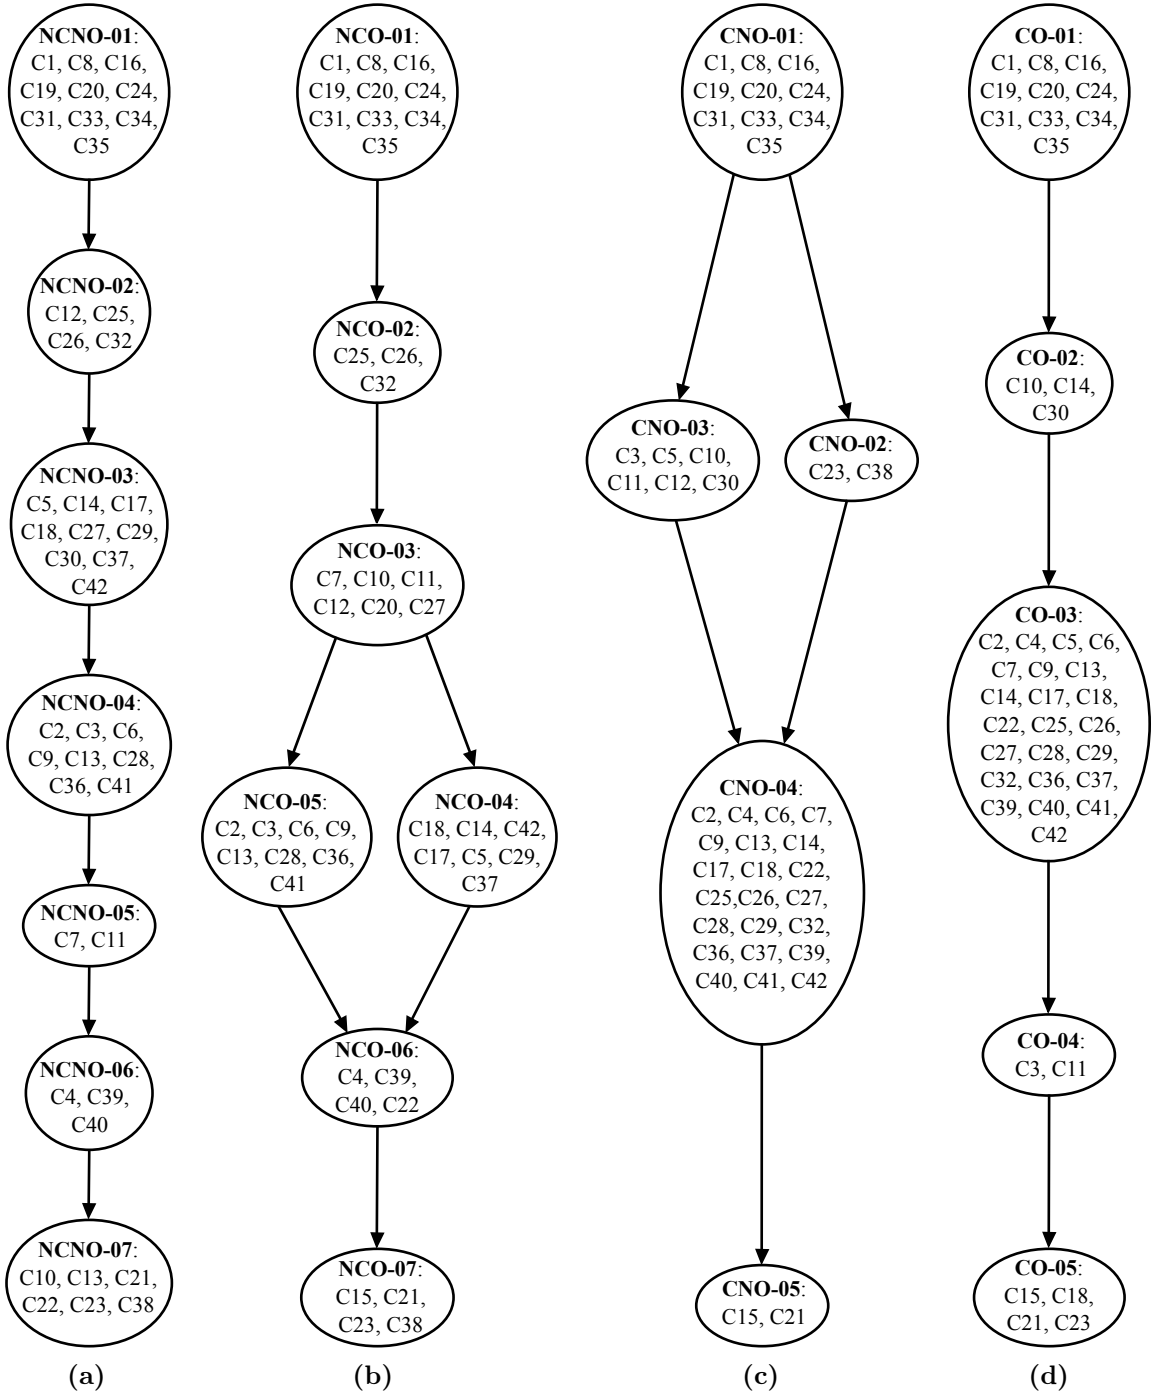 NCNO-01:
C1, C8, C16,
C19, C20, C24,
C31, C33, C34,
C35
NCNO-02:
C12, C25,
C26, C32
NCNO-03:
C5, C14, C17,
C18, C27, C29,
C30, C37,
C42
NCNO-04:
C2, C3, C6,
C9, C13, C28,
C36, C41
NCNO-05:
C7, C11
NCNO-06:
C4, C39,
C40
NCNO-07:
C10, C13, C21,
C22, C23, C38
(a)
NCO-01:
C1, C8, C16,
C19, C20, C24,
C31, C33, C34,
C35
NCO-02:
C25, C26,
C32
NCO-03:
C7, C10, C11,
C12, C20, C27
NCO-05:
C2, C3, C6, C9,
C13, C28, C36,
C41
NCO-04:
C18, C14, C42,
C17, C5, C29,
C37
NCO-06:
C4, C39,
C40, C22
NCO-07:
C15, C21,
C23, C38
(b)
CNO-01:
C1, C8, C16,
C19, C20, C24,
C31, C33, C34,
C35
CNO-03:
C3, C5, C10,
C11, C12, C30
CNO-02:
C23, C38
CNO-04:
C2, C4, C6, C7,
C9, C13, C14,
C17, C18, C22,
C25,C26, C27,
C28, C29, C32,
C36, C37, C39,
C40, C41, C42
CNO-05:
C15, C21
(c)
CO-01:
C1, C8, C16,
C19, C20, C24,
C31, C33, C34,
C35
CO-02:
C10, C14,
C30
CO-03:
C2, C4, C5, C6,
C7, C9, C13,
C14, C17, C18,
C22, C25, C26,
C27, C28, C29,
C32, C36, C37,
C39, C40, C41,
C42
CO-04:
C3, C11
CO-05:
C15, C18,
C21, C23
(d)